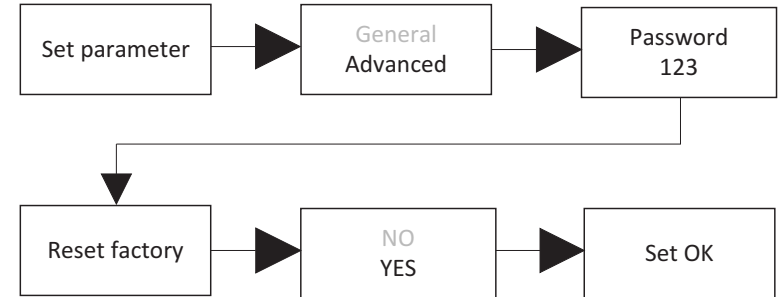 Set parameter
General
Advanced
Password
123
Reset factory
NO
YES
Set OK